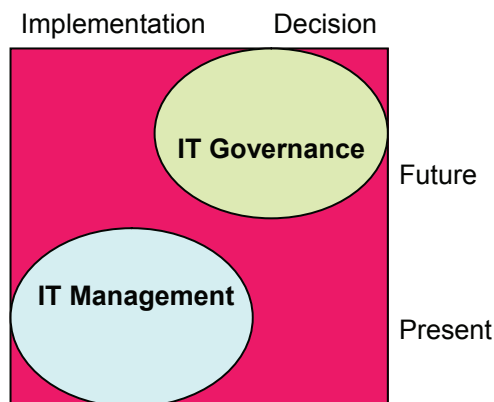 Implementation Decision
IT Governance
Future
IT Management
Present